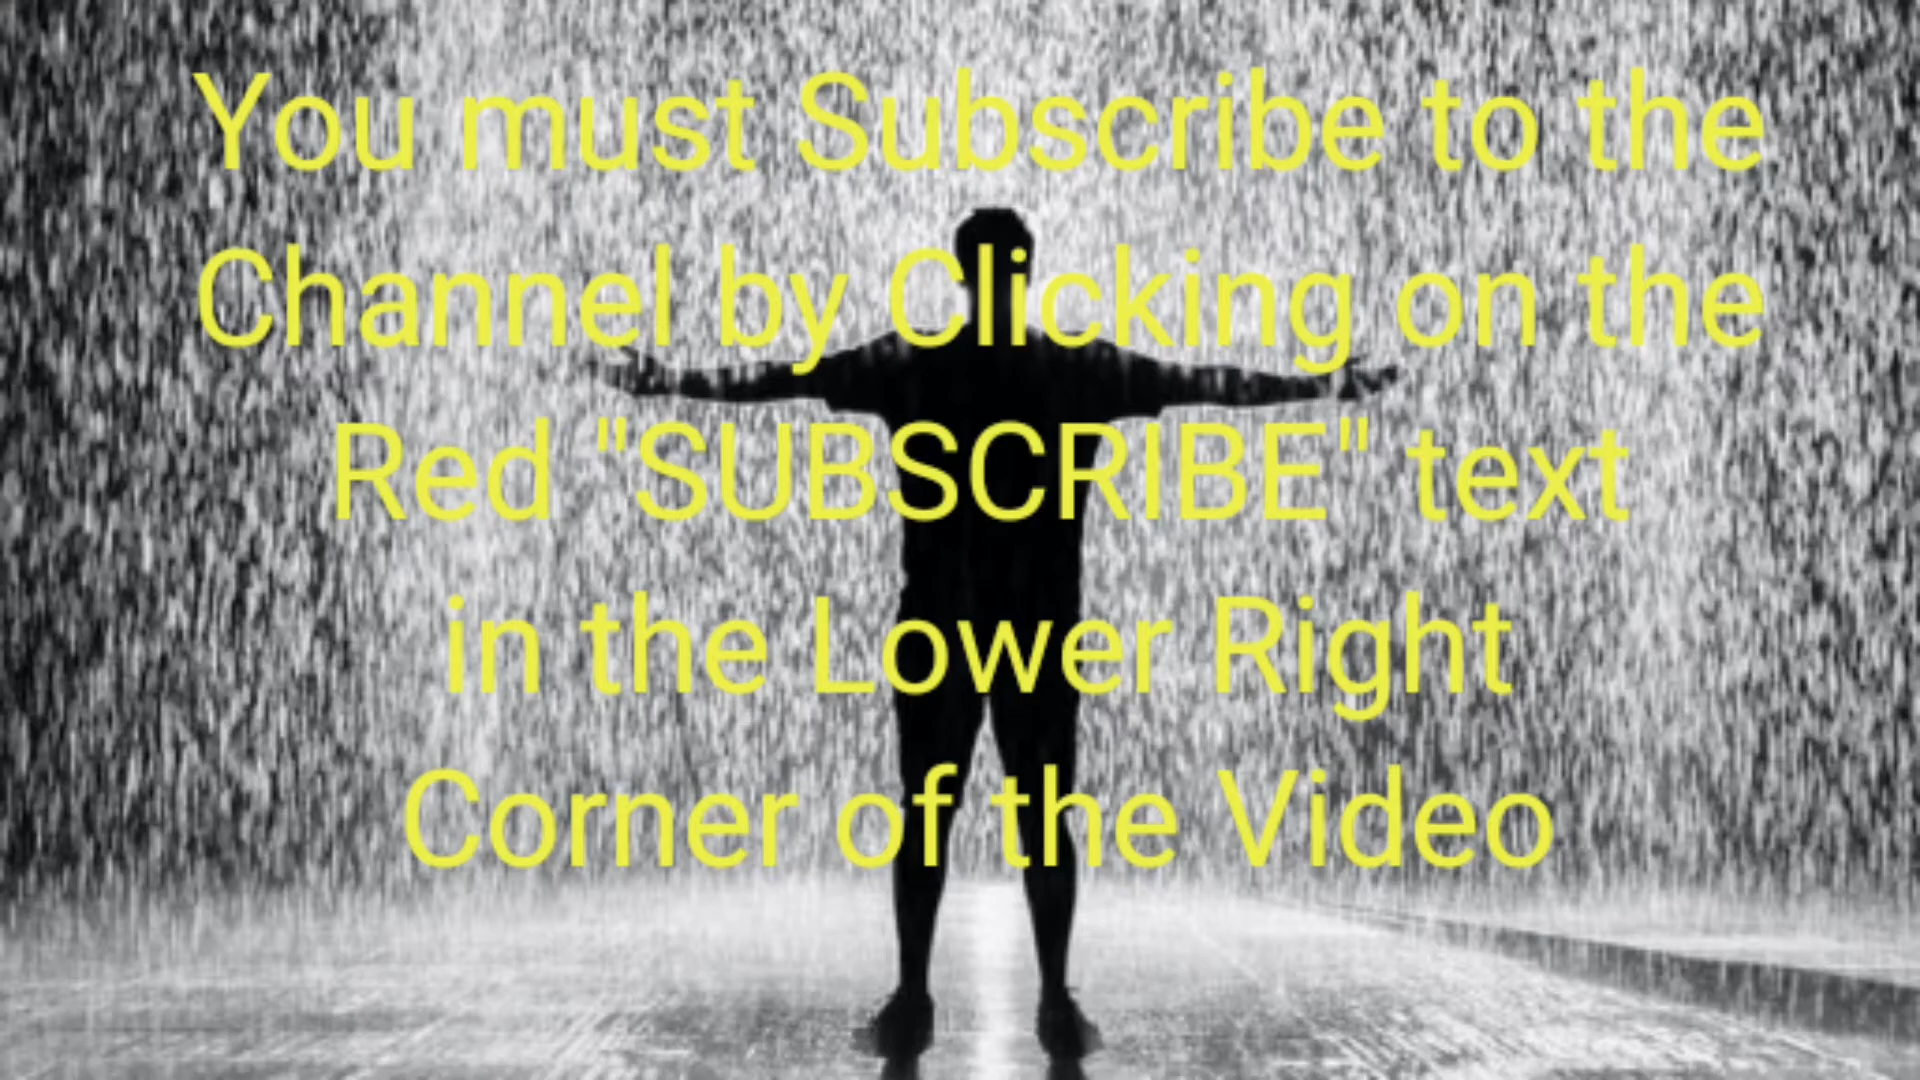 You must Subscribe to the
Channel by Clicking on the
Red "SUBSCRIBE" text
in the Lower Right
Corner of the Video